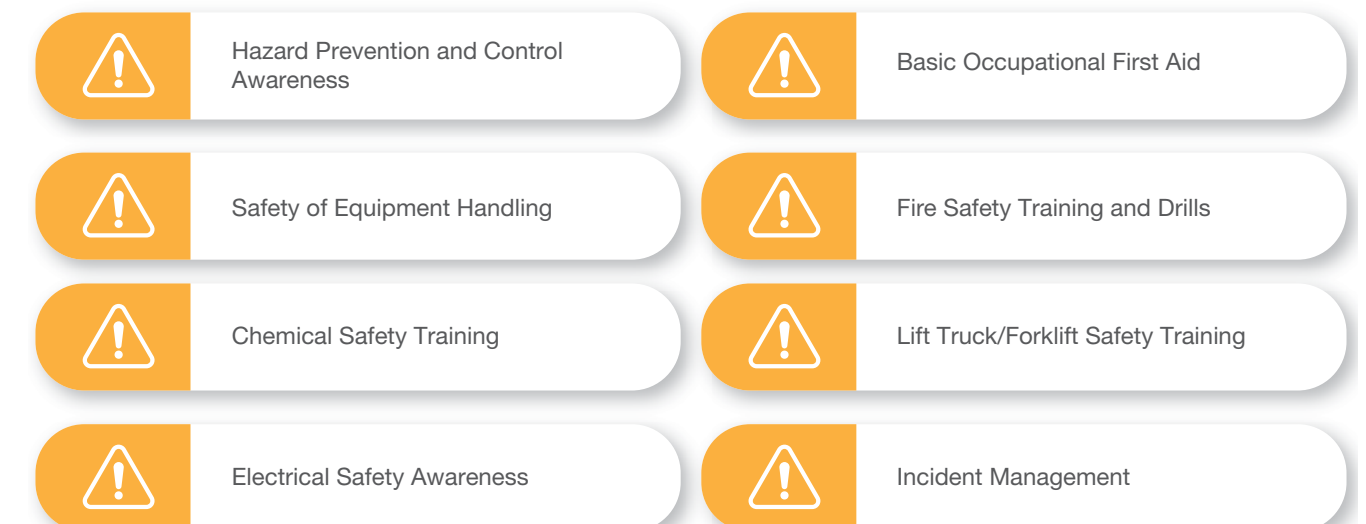 Hazard Prevention and Control
Awareness
Basic Occupational First Aid
Safety of Equipment Handling
Fire Safety Training and Drills
Chemical Safety Training
Lift Truck/Forklift Safety Training
Electrical Safety Awareness
Incident Management